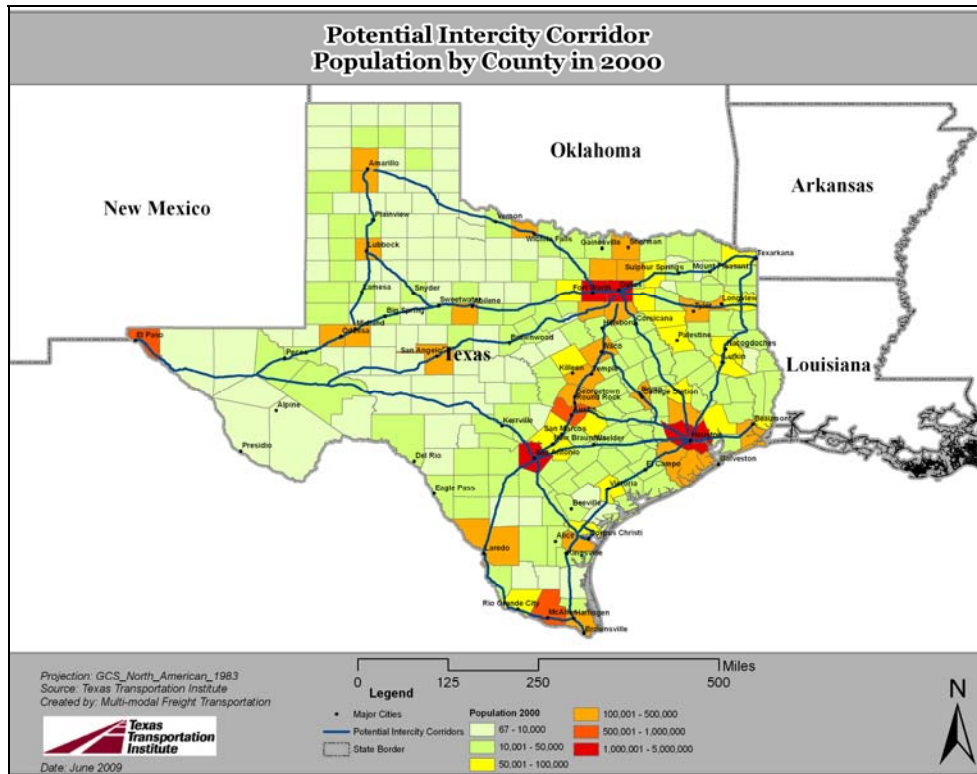 Potential Intercity Corridor
Population by County in 2000
Oklahoma
Arkansas
New Mexico
Louisiana
Texas
Amarillo
Plainview
Vernon
Wichita Falls
Gainesville
Sherman
Texarkana
Lubbock
Sulphur Springs
Mount Pleasant
Lamesa
Snyder
Fort Worth
Dallas
Sweetwater
Abilene
Tyler
Longview
Big Spring
Midland
Odessa
Corsicana
Hillsboro
El Paso
Pecos
Brownwood
Palestine
Nacogdoches
San Angelo
Waco
Lufkin
Killeen
Temple
Georgetown
Round Rock
College Station
Austin
Alpine
Kerrville
San Marcos
New Braunfels
Waelder
Houston
Beaumont
Presidio
San Antonio
Del Rio
El Campo
Galveston
Eagle Pass
Victoria
Beeville
Laredo
Alice
Corpus Christi
Kingsville
Rio Grande City
McAllen
Harlingen
Brownsville
Projection: GCS_North_American_1983
Source: Texas Transportation Institute
Created by: Multi-modal Freight Transportation
Texas
Transportation
Institute
Date: June 2009
Miles
0 125 250 500
Legend
Major Cities
Potential Intercity Corridors
State Border
Population 2000
67 - 10,000
10,001 - 50,000
50,001 - 100,000
100,001 - 500,000
500,001 - 1,000,000
1,000,001 - 5,000,000
N